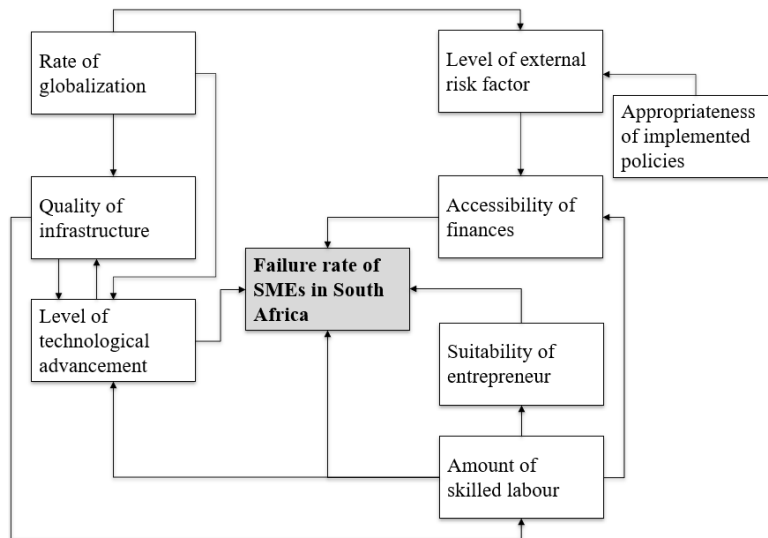 Rate of
globalization
Level of external
risk factor
Appropriateness
of implemented
policies
Quality of
infrastructure
Accessibility of
finances
Failure rate of
SMEs in South
Africa
Level of
technological
advancement
Suitability of
entrepreneur
Amount of
skilled labour